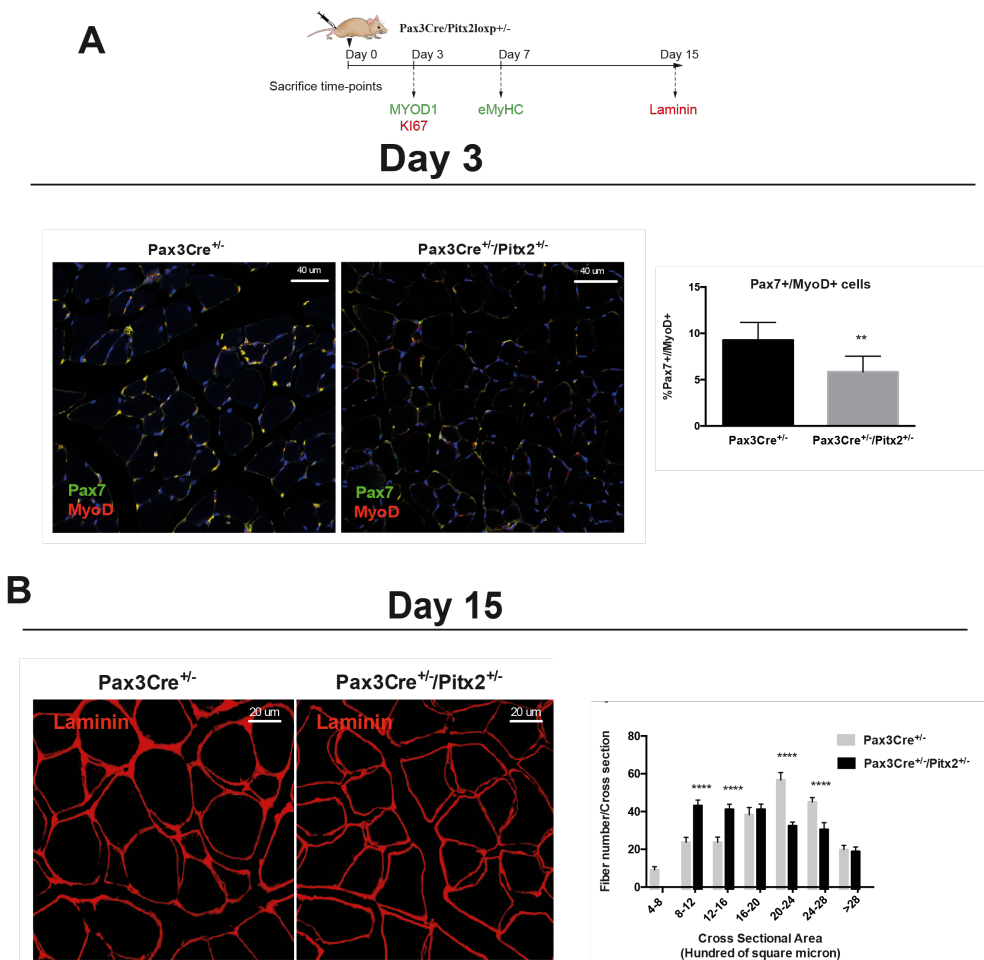 A
Pax3Cre/Pitx2loxp+/-
Day 0 Day 3 Day 7 Day 15
Sacrifice time-points
MYOD1 eMyHC Laminin
KI67
Day 3
Pax3Cre+/- Pax3Cre+/-/Pitx2+/-
40 um 40 um
Pax7 Pax7
MyoD MyoD
Pax7+/MyoD+ cells
%Pax7+//MyoD+
15
10
5
0
**
Pax3Cre+/- Pax3Cre+/-/Pitx2+/-
B
Day 15
Pax3Cre+/- Pax3Cre+/-/Pitx2+/-
Laminin 20 um Laminin 20 um
Fiber number/Cross section
80
60
40
20
0
**** **** **** ****
Pax3Cre+/-
Pax3Cre+/-/Pitx2+/-
4-8 8-12 12-16 16-20 20-24 24-28 >28
Cross Sectional Area
(Hundred of square micron)